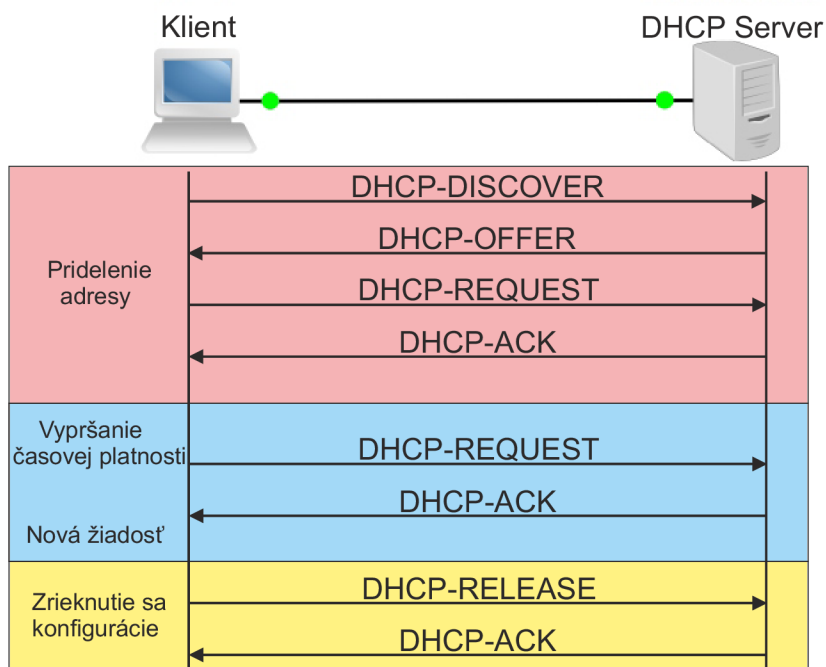 Klient
DHCP Server
DHCP-DISCOVER
DHCP-OFFER
Pridelenie
adresy
DHCP-REQUEST
DHCP-ACK
Vypršanie
časovej platnosti
DHCP-REQUEST
DHCP-ACK
Nová žiadosť
DHCP-RELEASE
Zrieknutie sa
konfigurácie
DHCP-ACK